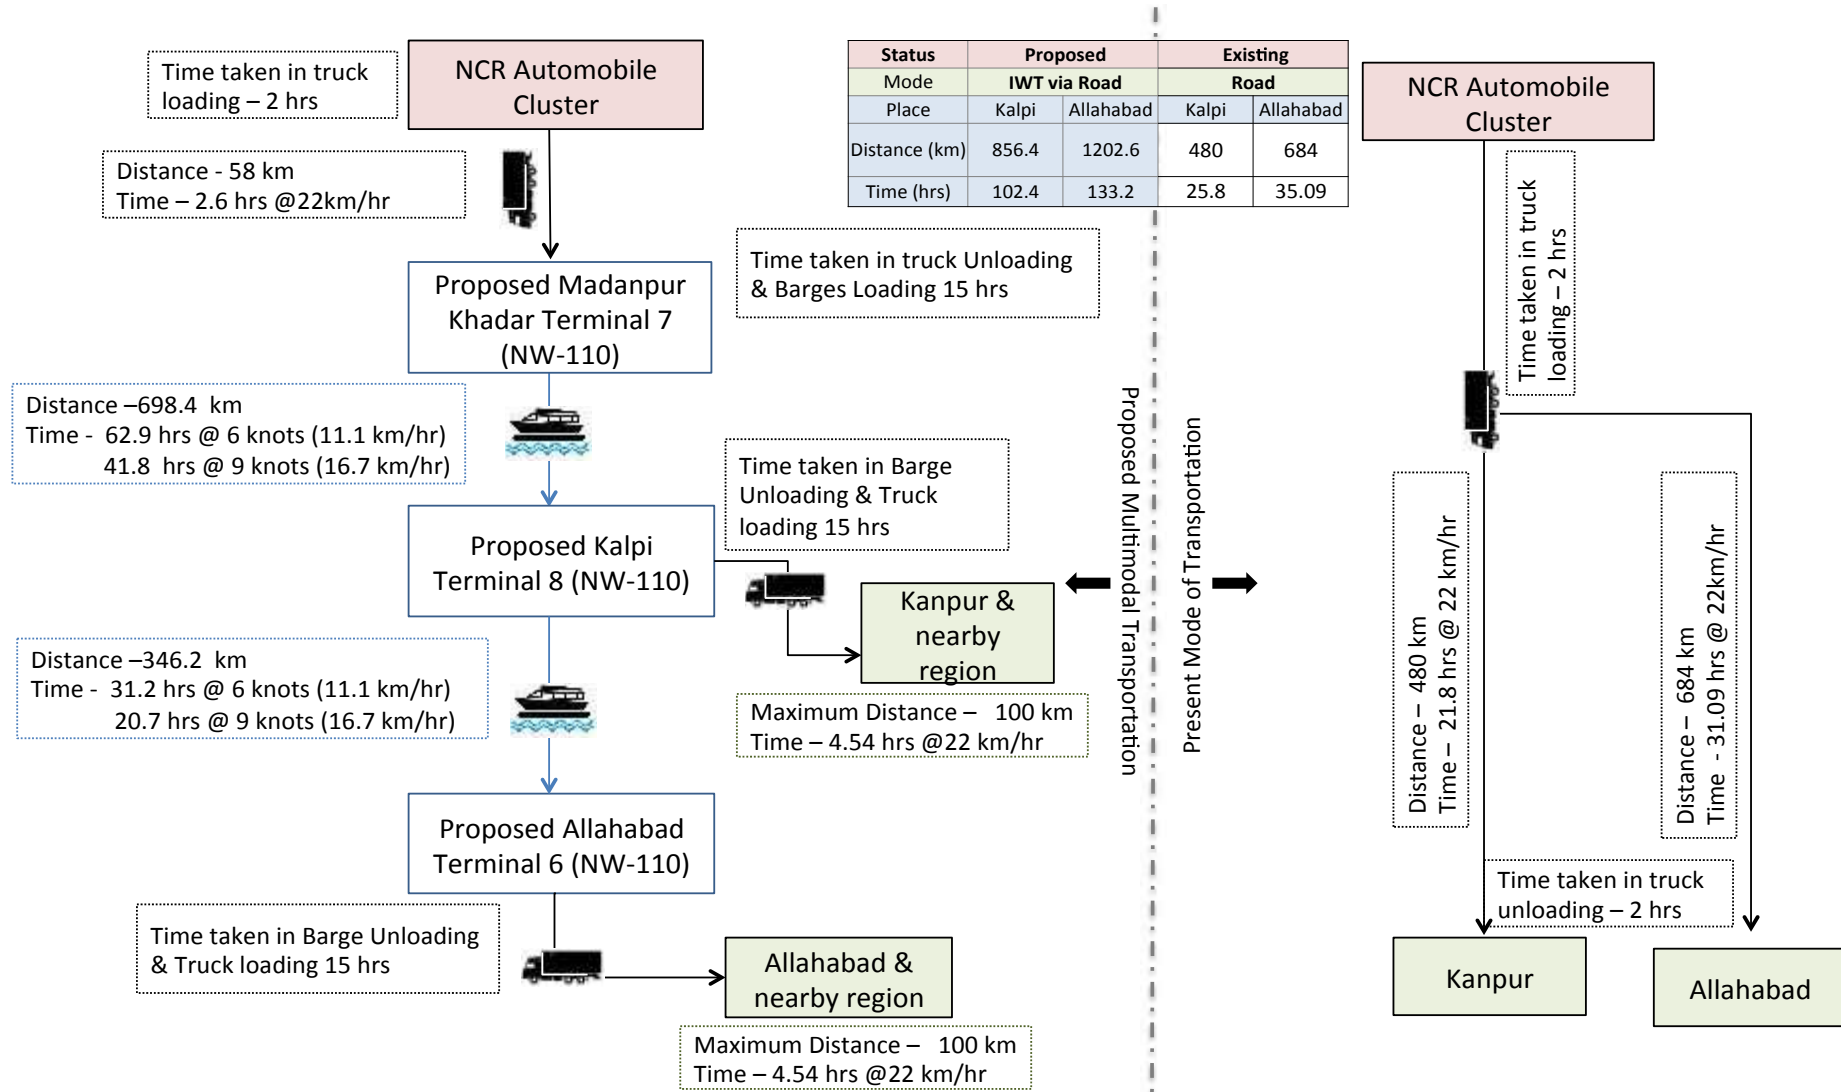 Time taken in truck
loading – 2 hrs
NCR Automobile
Cluster
Distance - 58 km
Time – 2.6 hrs @22km/hr
Proposed Madanpur
Khadar Terminal 7
(NW-110)
Time taken in truck Unloading
& Barges Loading 15 hrs
Distance –698.4 km
Time - 62.9 hrs @ 6 knots (11.1 km/hr)
41.8 hrs @ 9 knots (16.7 km/hr)
Proposed Kalpi
Terminal 8 (NW-110)
Time taken in Barge
Unloading & Truck
loading 15 hrs
Kanpur &
nearby
region
Maximum Distance – 100 km
Time – 4.54 hrs @22 km/hr
Distance –346.2 km
Time - 31.2 hrs @ 6 knots (11.1 km/hr)
20.7 hrs @ 9 knots (16.7 km/hr)
Proposed Allahabad
Terminal 6 (NW-110)
Time taken in Barge Unloading
& Truck loading 15 hrs
Allahabad &
nearby region
Maximum Distance – 100 km
Time – 4.54 hrs @22 km/hr
Status Proposed Existing
Mode IWT via Road Road
Place Kalpi Allahabad Kalpi Allahabad
Distance (km) 856.4 1202.6 480 684
Time (hrs) 102.4 133.2 25.8 35.09
Proposed Multimodal Transportation
Present Mode of Transportation
NCR Automobile
Cluster
Time taken in truck
loading – 2 hrs
Distance – 480 km
Time – 21.8 hrs @ 22 km/hr
Distance – 684 km
Time - 31.09 hrs @ 22km/hr
Time taken in truck
unloading – 2 hrs
Kanpur
Allahabad